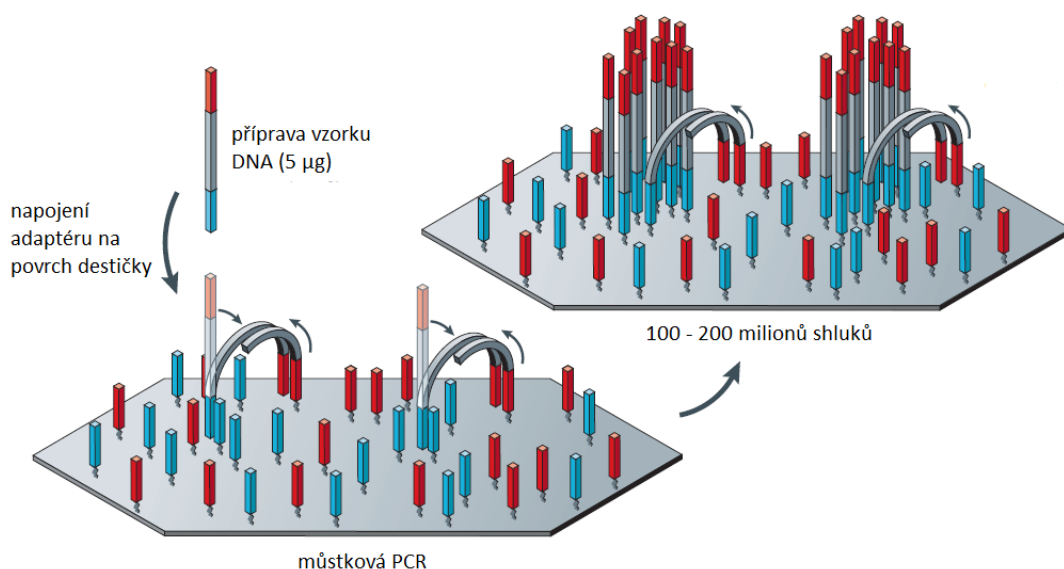 příprava vzorku
DNA (5 µg)
napojení
adaptéru na
povrch destičky
100 - 200 milionů shluků
můstková PCR